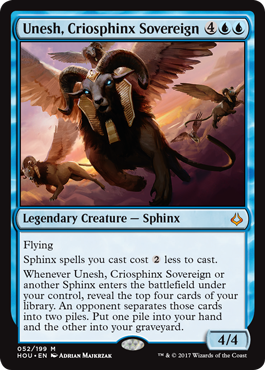 Unesh, Criosphinx Sovereign 4
Legendary Creature — Sphinx
Flying
Sphinx spells you cast cost 2 less to cast.
Whenever Unesh, Criosphinx Sovereign or
another Sphinx enters the battlefield under
your control, reveal the top four cards of your
library. An opponent separates those cards
into two piles. Put one pile into your hand
and the other into your graveyard.
4/4
052/199 M
HOU • EN Adrian Majkrzak
™ & © 2017 Wizards of the Coast